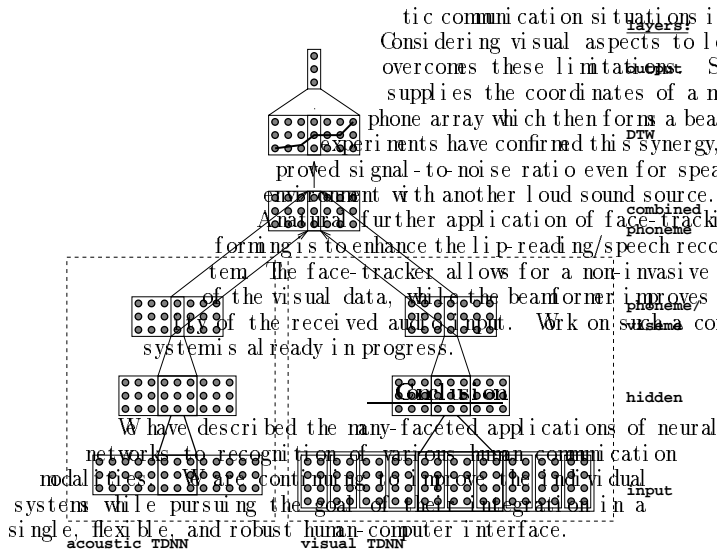 tic communication situations i
layers:
Considering visual aspects to l
overcomes these limitations. S
output
supplies the coordinates of a m
phone array which then forms a bea
DTW
experiments have confirmed this synergy,
proved signal-to-noise ratio even for spea
environment with another loud sound source.
combined
A natural further application of face-tracki
phoneme
forming is to enhance the lip-reading/speech reco
tem. The face-tracker allows for a non-invasive
of the visual data, while the beamformer improves
phoneme/
viseme
ity of the received audio input. Work on such a co
system is already in progress.
Conclusion
hidden
We have described the many-faceted applications of neural
networks to recognition of various human communication
modalities. We are continuing to improve the individual
input
systems while pursuing the goal of their integration in a
single, flexible, and robust human-computer interface.
acoustic TDNN
visual TDNN